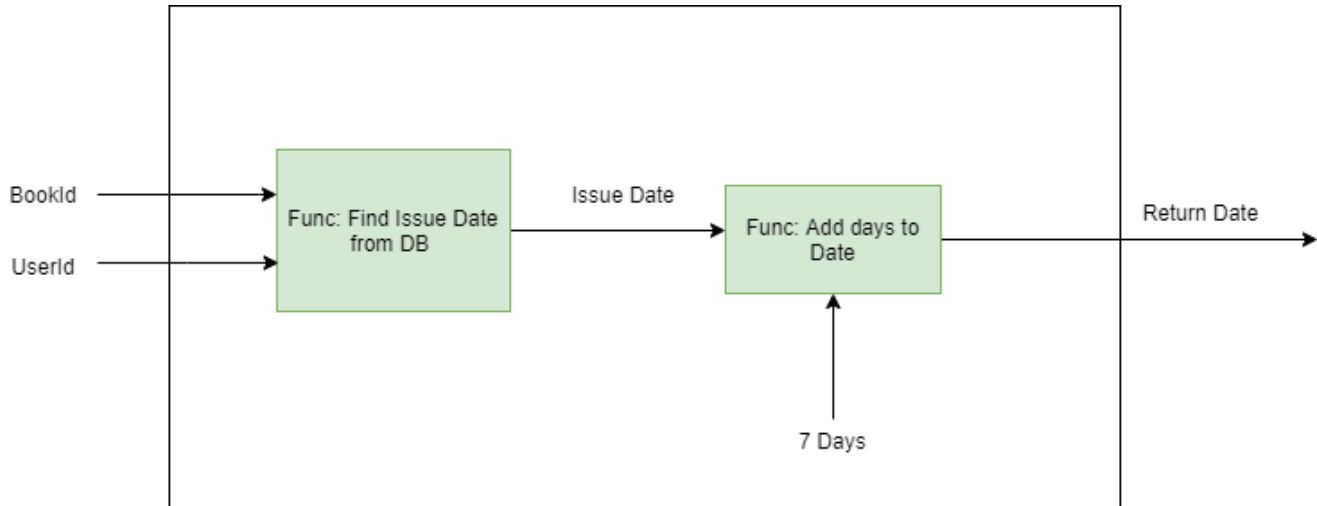 BookId
UserId
Func: Find Issue Date
from DB
Issue Date
Func: Add days to
Date
7 Days
Return Date